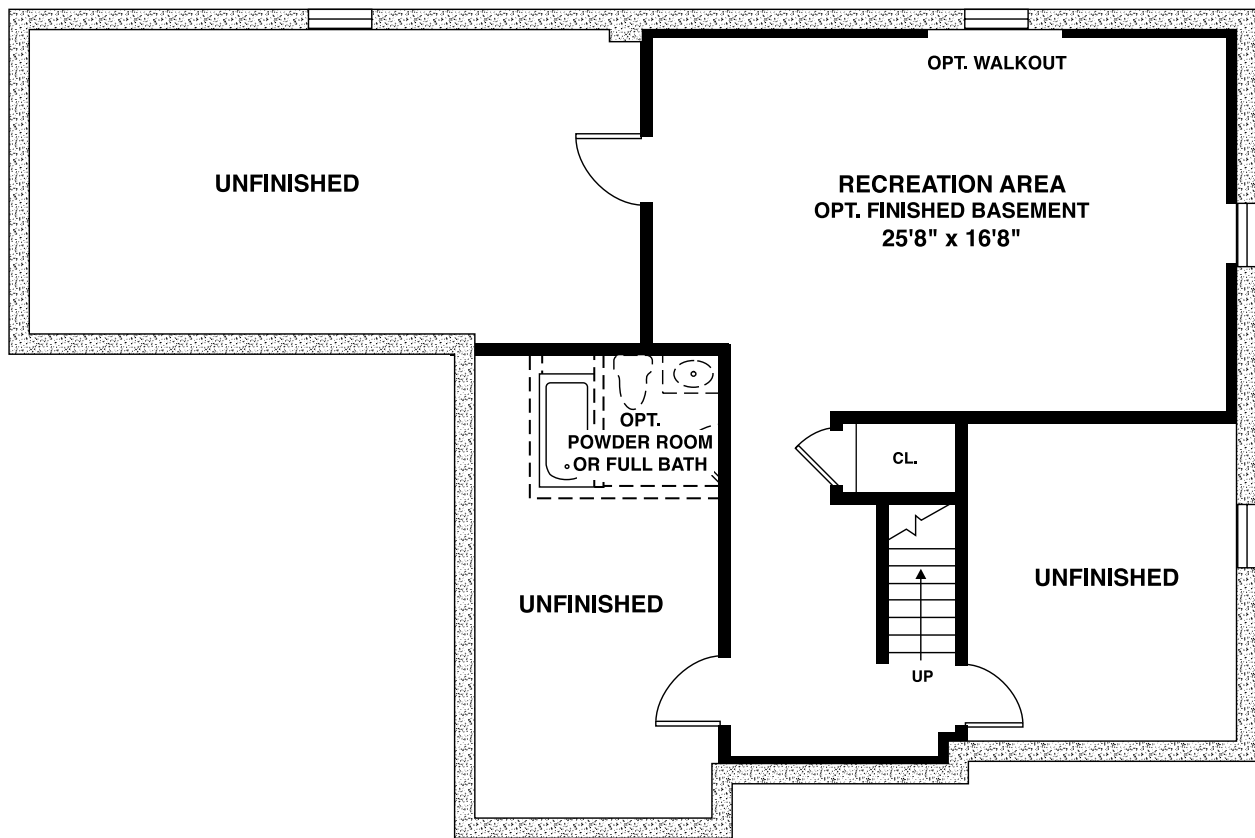 OPT. WALKOUT
UNFINISHED
RECREATION AREA
OPT. FINISHED BASEMENT
25'8" x 16'8"
OPT.
POWDER ROOM
OR FULL BATH
CL.
UNFINISHED
UNFINISHED
UP